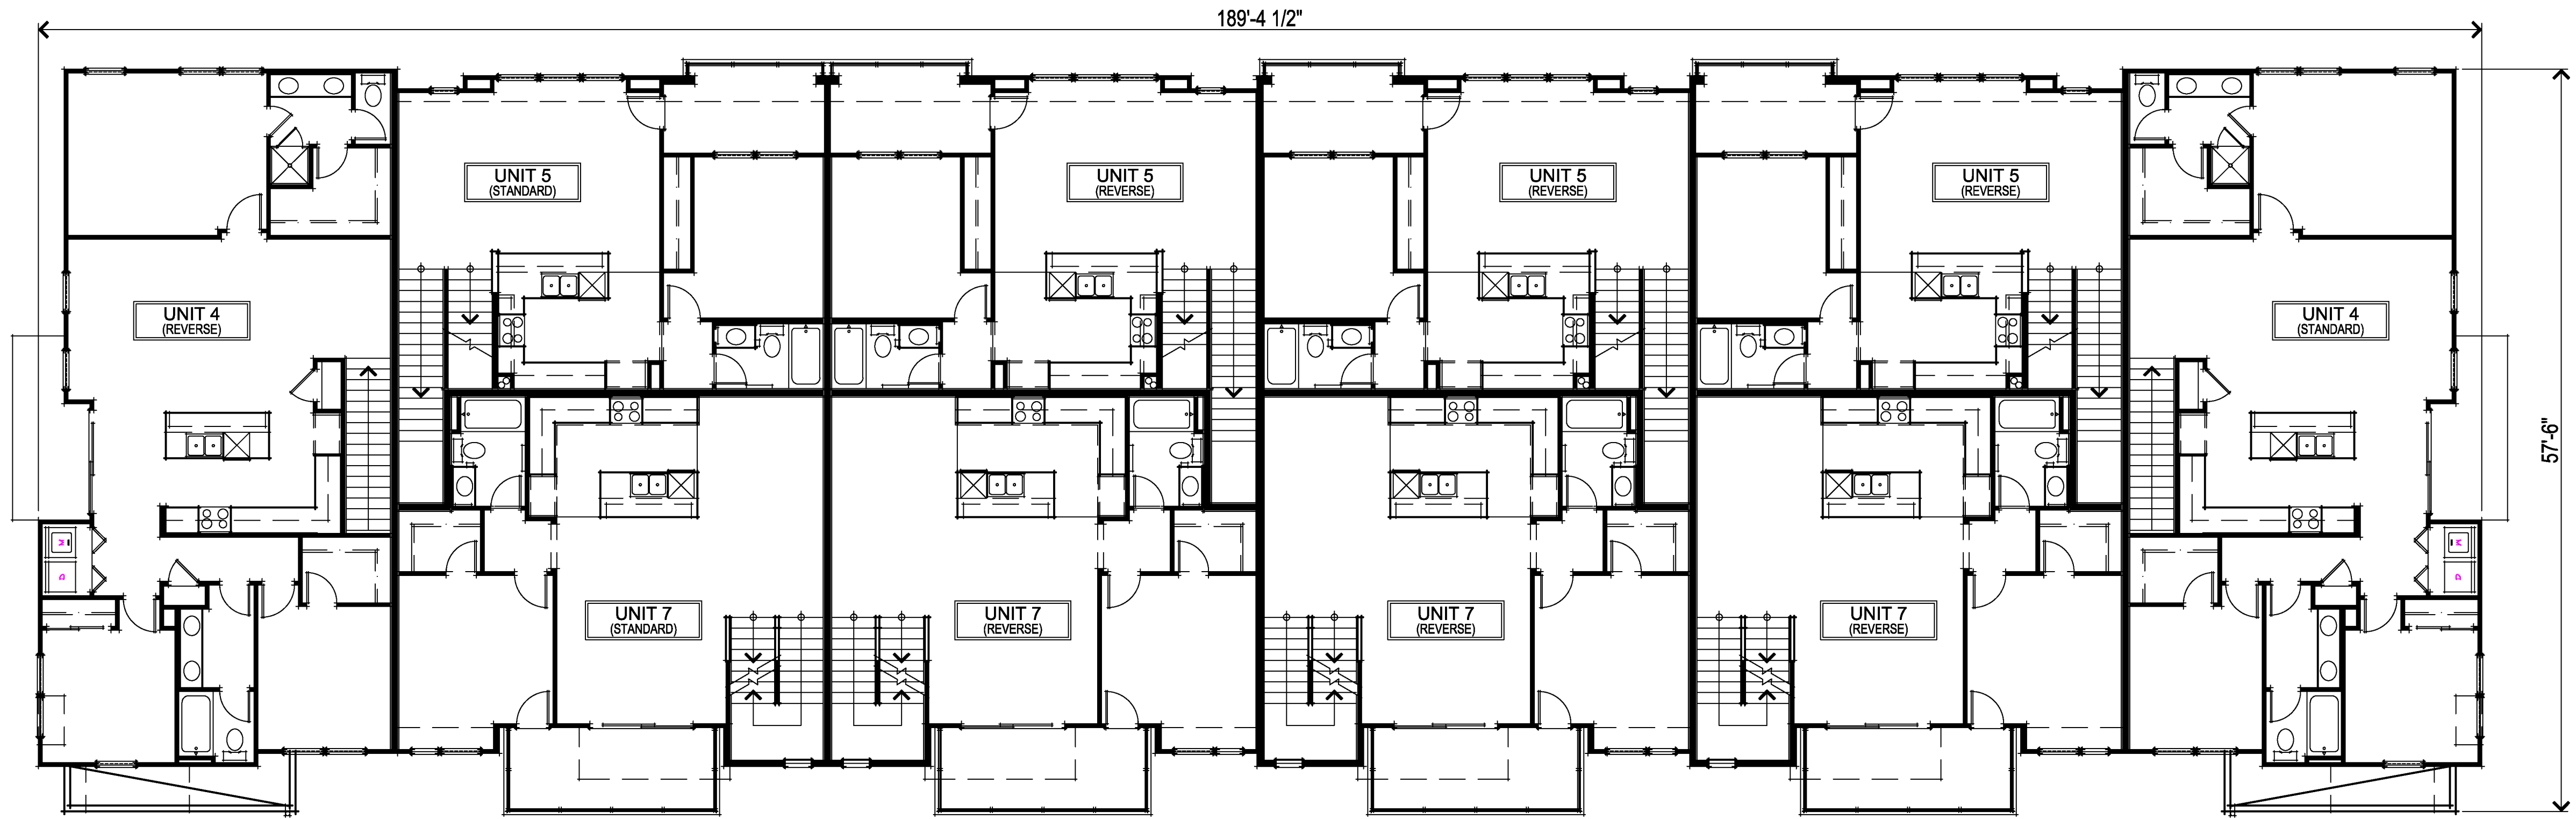 189'-4 1/2"
UNIT 5
(STANDARD)
UNIT 5
(REVERSE)
UNIT 5
(REVERSE)
UNIT 5
(REVERSE)
UNIT 4
(REVERSE)
UNIT 4
(STANDARD)
57'-6"
W
D
W
D
UNIT 7
(STANDARD)
UNIT 7
(REVERSE)
UNIT 7
(REVERSE)
UNIT 7
(REVERSE)